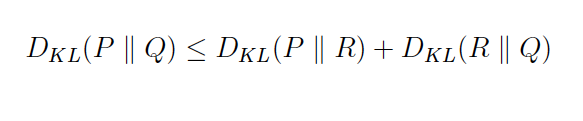 D_{KL}(P ∥ Q) ≤ D_{KL}(P ∥ R) + D_{KL}(R ∥ Q)